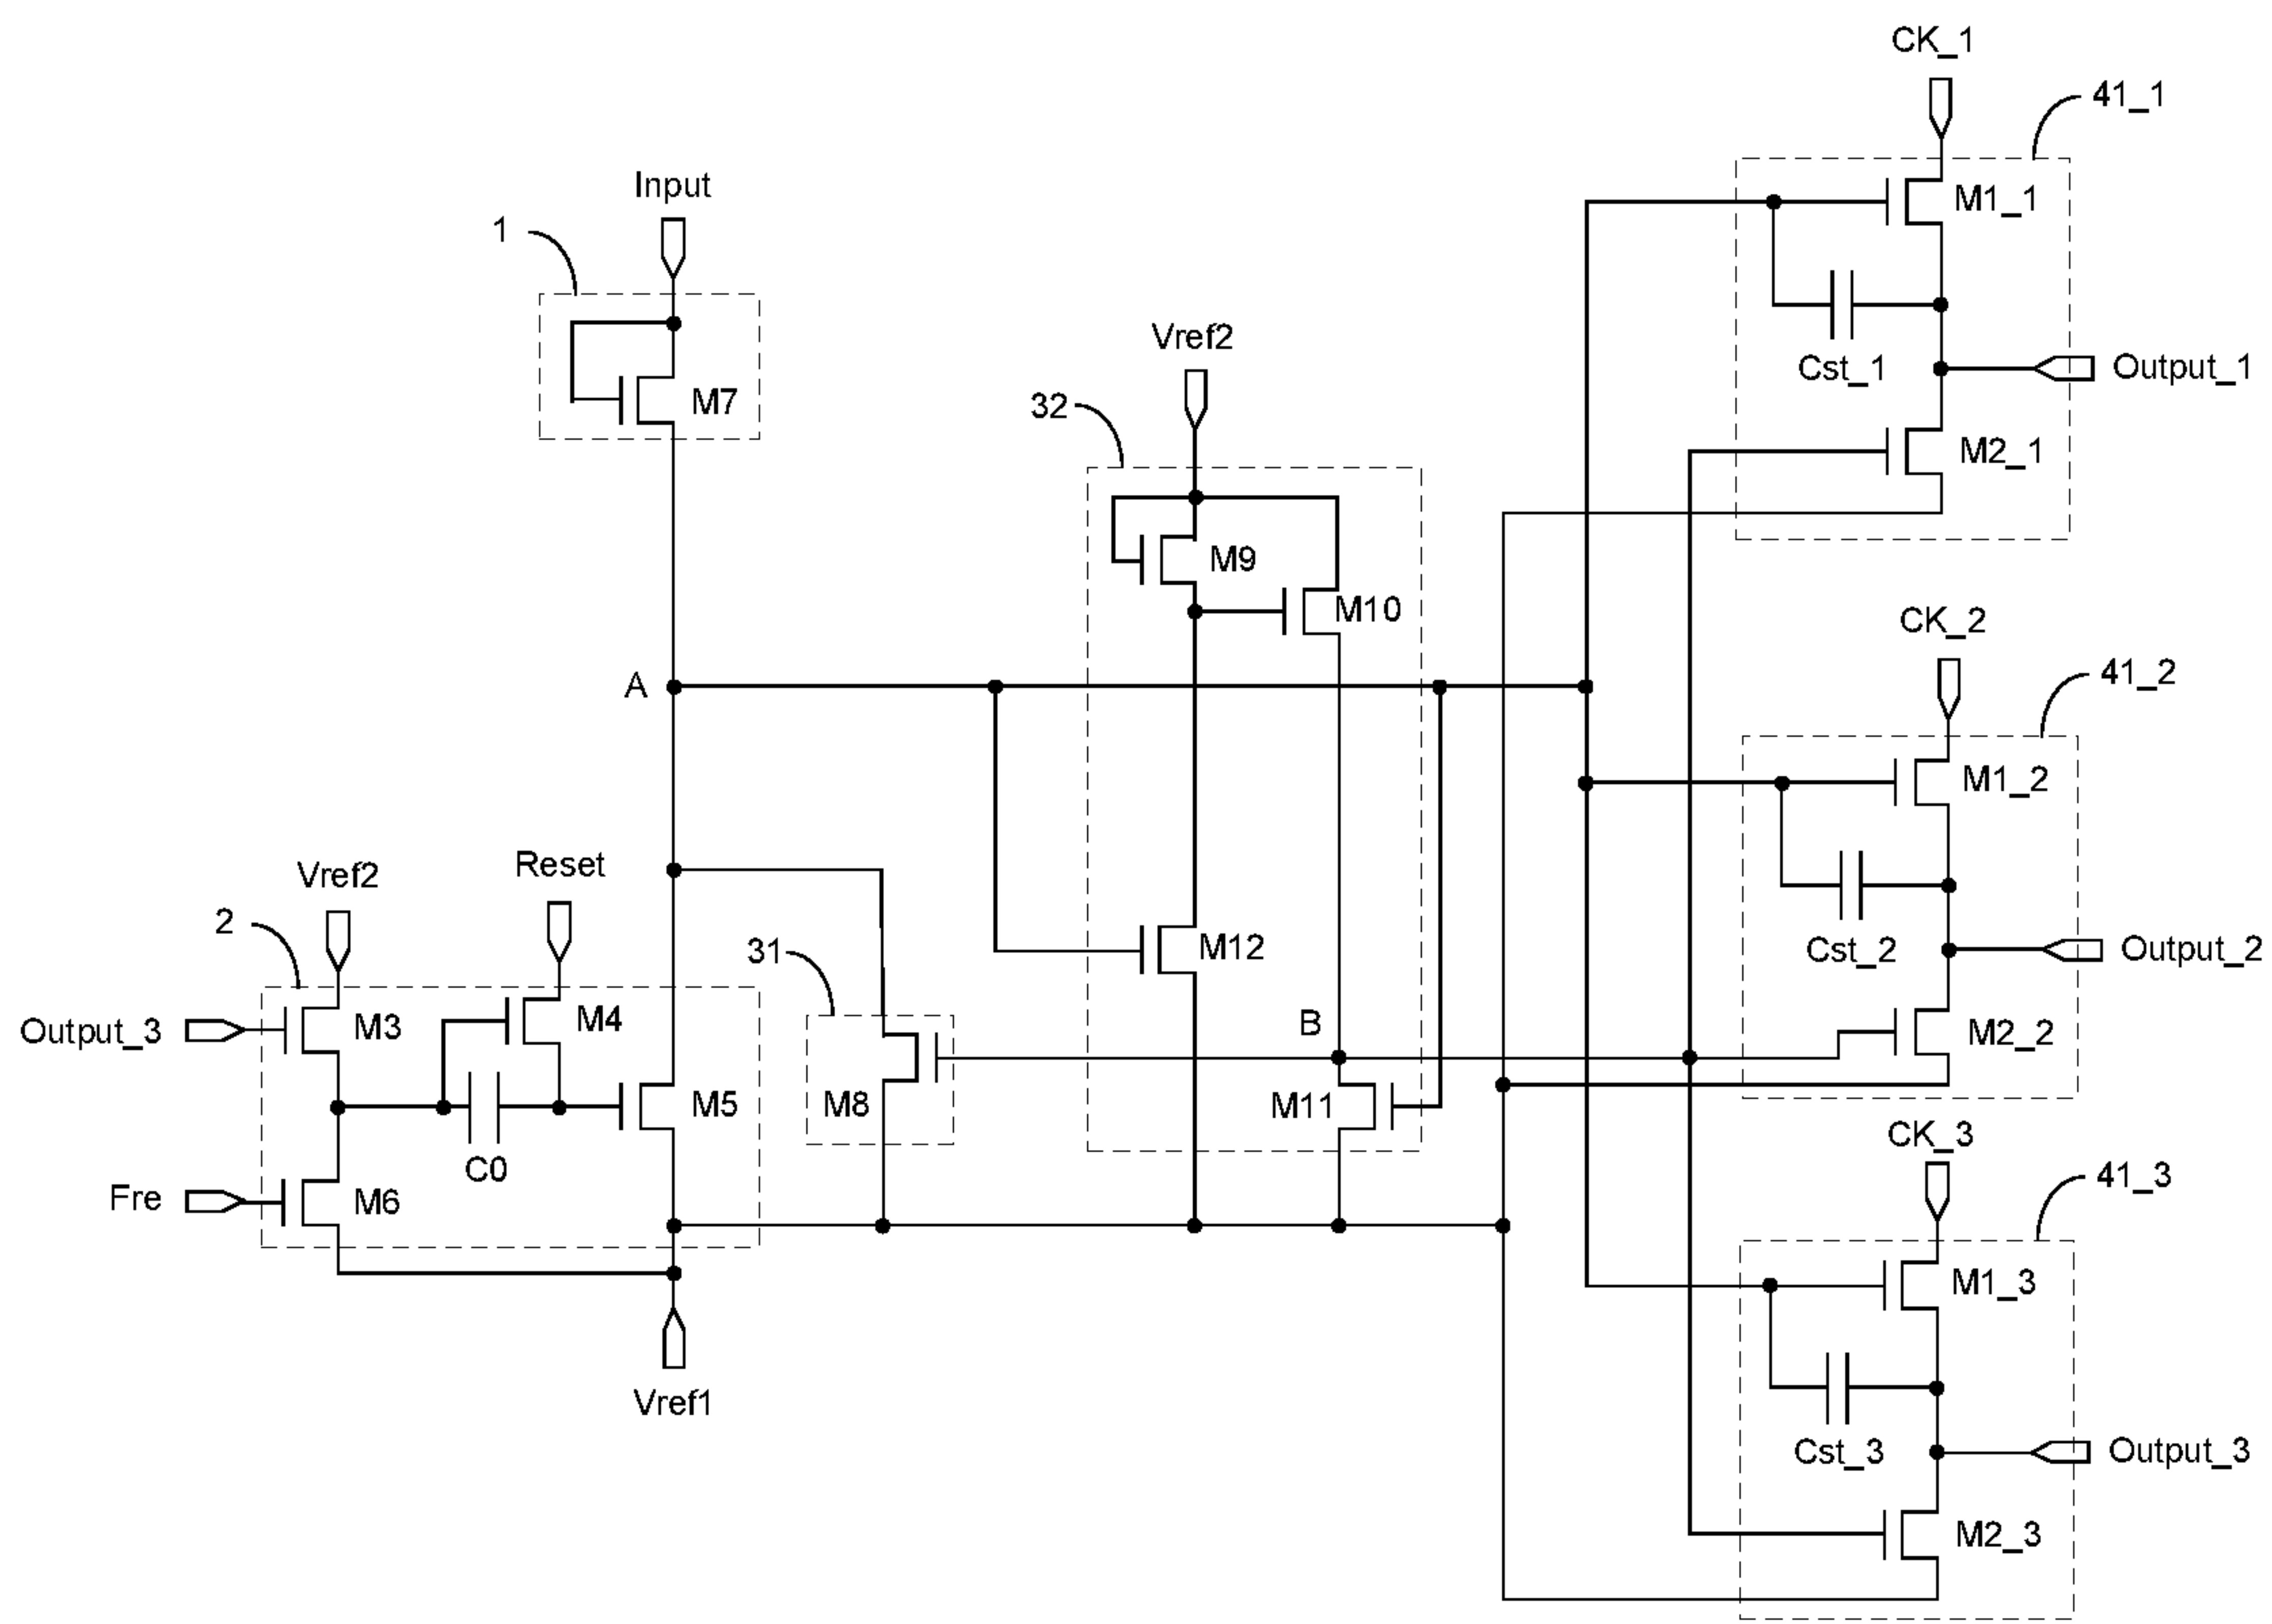 CK_1
41_1
M1_1
Input
1
M7
Vref2
32
Cst_1
Output_1
M2_1
M9
M10
CK_2
41_2
A
M1_2
Vref2
Reset
2
31
M12
Cst_2
Output_2
Output_3
M3
M4
B
M2_2
M5
M8
M11
CK_3
C0
41_3
Fre
M6
M1_3
Vref1
Cst_3
Output_3
M2_3